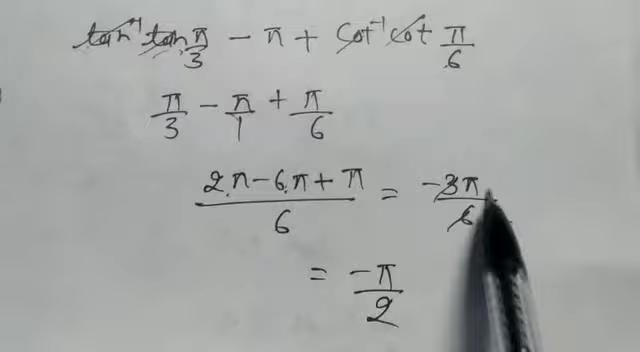 tan⁻¹ tan π/3 − π + cot⁻¹ cot π/6
π/3 − π/1 + π/6
(2π − 6π + π)/6 = −3π/6
= −π/2